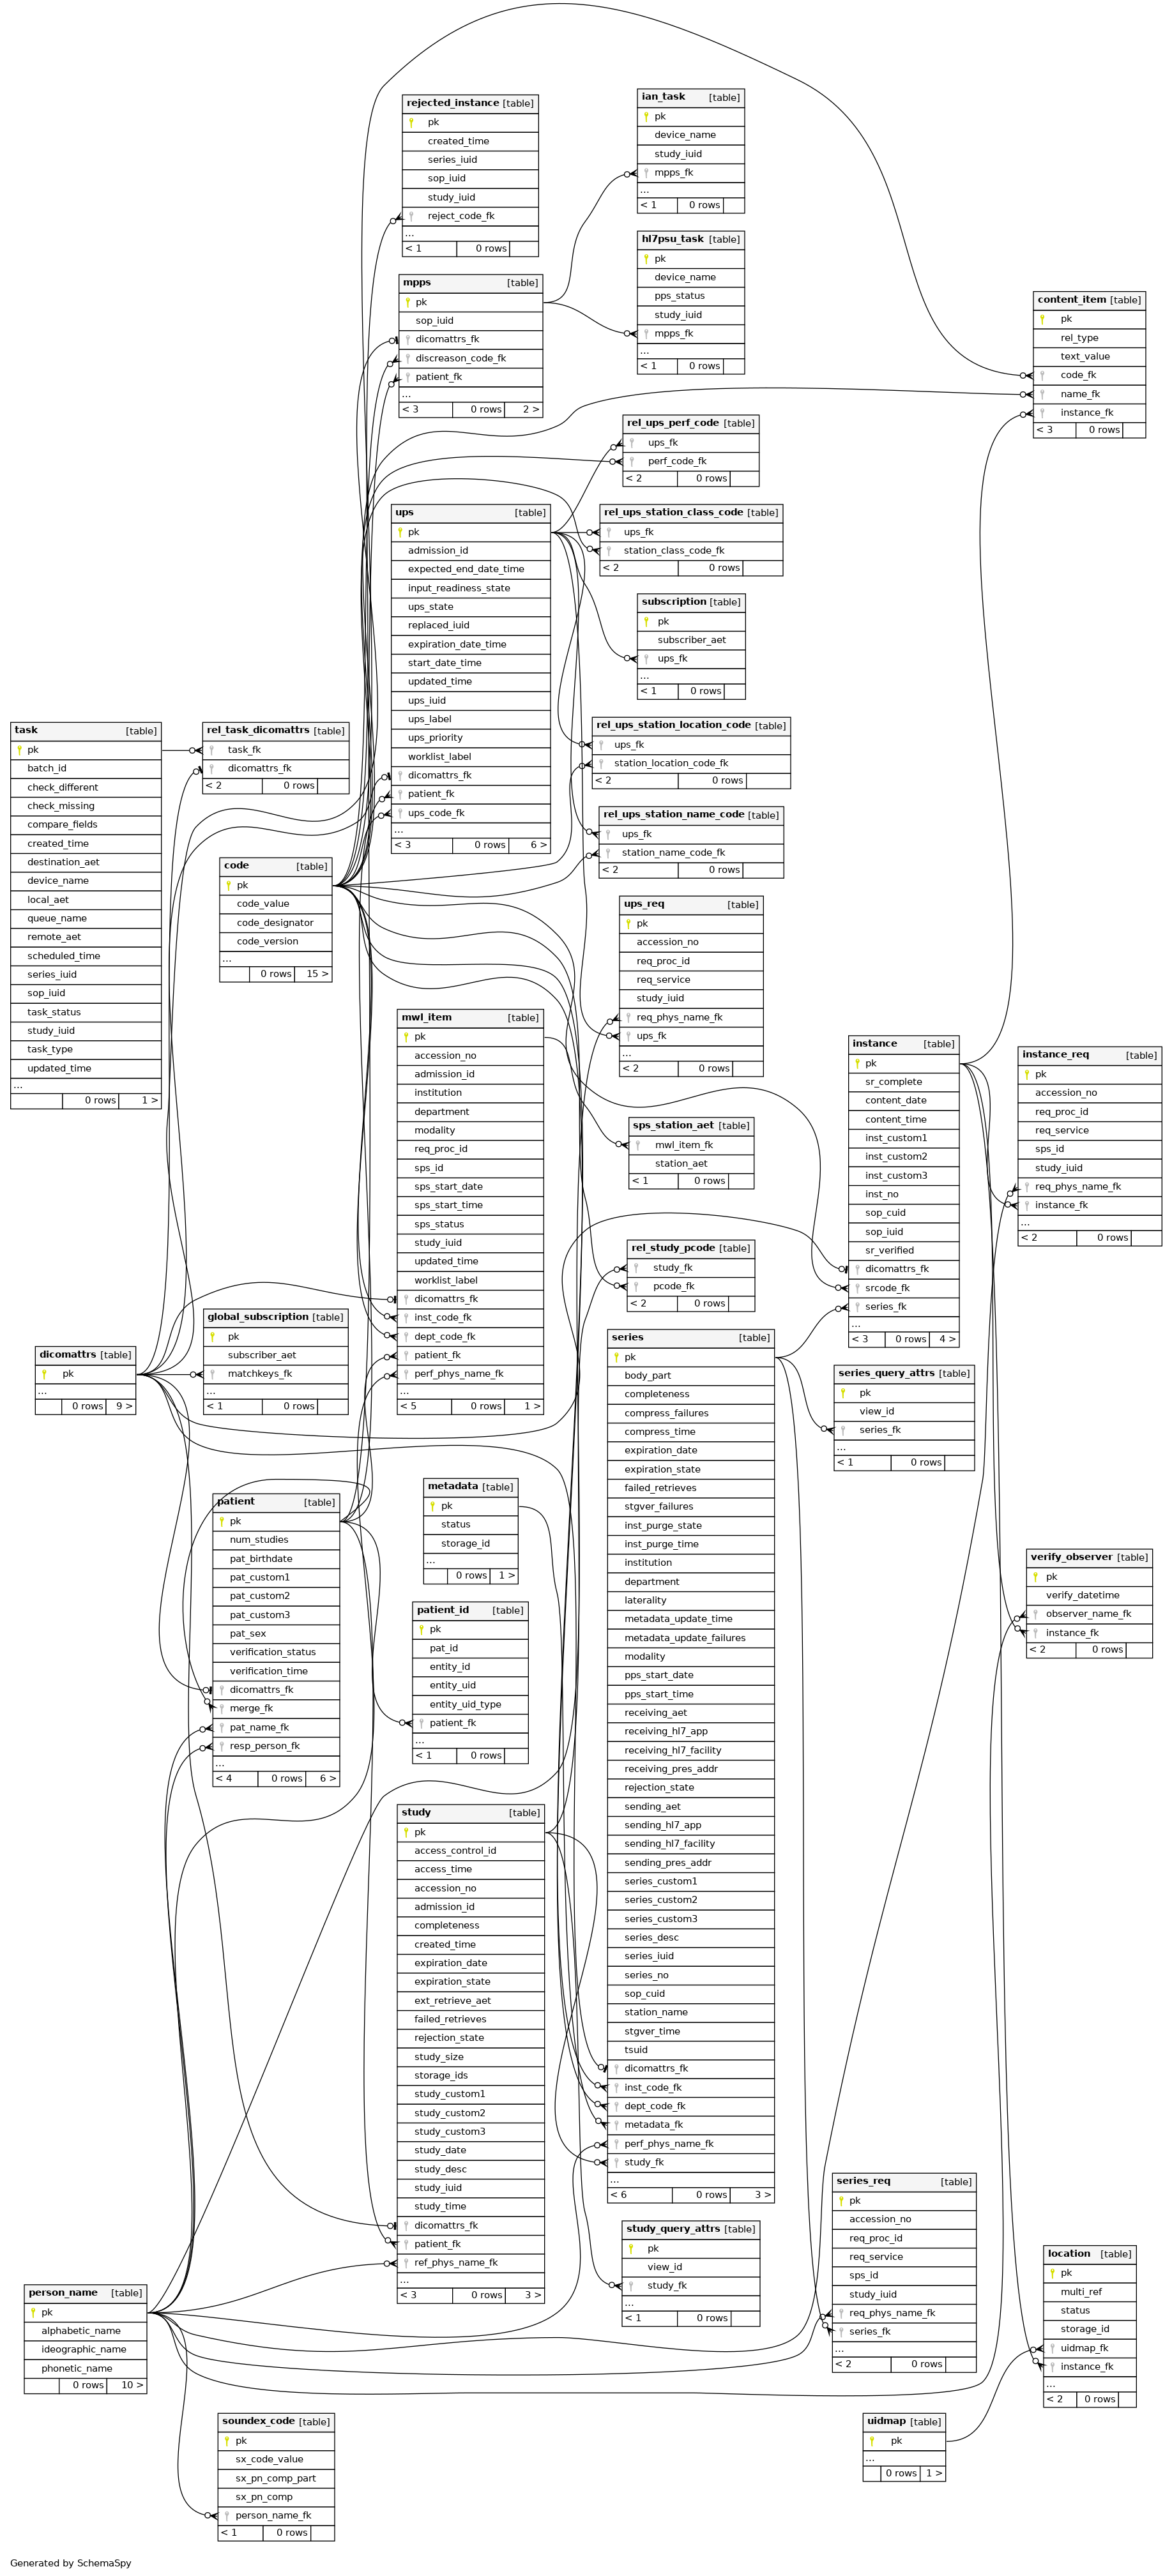 rejected_instance [table]
pk
created_time
series_iuid
sop_iuid
study_iuid
reject_code_fk
...
< 1 0 rows
ian_task [table]
pk
device_name
study_iuid
mpps_fk
...
< 1 0 rows
hl7psu_task [table]
pk
device_name
pps_status
study_iuid
mpps_fk
...
< 1 0 rows
mpps [table]
pk
sop_iuid
dicomattrs_fk
discreason_code_fk
patient_fk
...
< 3 0 rows 2 >
content_item [table]
pk
rel_type
text_value
code_fk
name_fk
instance_fk
< 3 0 rows
rel_ups_perf_code [table]
ups_fk
perf_code_fk
< 2 0 rows
ups [table]
pk
admission_id
expected_end_date_time
input_readiness_state
ups_state
replaced_iuid
expiration_date_time
start_date_time
updated_time
ups_iuid
ups_label
ups_priority
worklist_label
dicomattrs_fk
patient_fk
ups_code_fk
...
< 3 0 rows 6 >
rel_ups_station_class_code [table]
ups_fk
station_class_code_fk
< 2 0 rows
subscription [table]
pk
subscriber_aet
ups_fk
...
< 1 0 rows
rel_ups_station_location_code [table]
ups_fk
station_location_code_fk
< 2 0 rows
rel_ups_station_name_code [table]
ups_fk
station_name_code_fk
< 2 0 rows
task [table]
pk
batch_id
check_different
check_missing
compare_fields
created_time
destination_aet
device_name
local_aet
queue_name
remote_aet
scheduled_time
series_iuid
sop_iuid
task_status
study_iuid
task_type
updated_time
...
0 rows 1 >
rel_task_dicomattrs [table]
task_fk
dicomattrs_fk
< 2 0 rows
code [table]
pk
code_value
code_designator
code_version
...
0 rows 15 >
ups_req [table]
pk
accession_no
req_proc_id
req_service
study_iuid
req_phys_name_fk
ups_fk
...
< 2 0 rows
mwl_item [table]
pk
accession_no
admission_id
institution
department
modality
req_proc_id
sps_id
sps_start_date
sps_start_time
sps_status
study_iuid
updated_time
worklist_label
dicomattrs_fk
inst_code_fk
dept_code_fk
patient_fk
perf_phys_name_fk
...
< 5 0 rows 1 >
sps_station_aet [table]
mwl_item_fk
station_aet
< 1 0 rows
instance [table]
pk
sr_complete
content_date
content_time
inst_custom1
inst_custom2
inst_custom3
inst_no
sop_cuid
sop_iuid
sr_verified
dicomattrs_fk
srcode_fk
series_fk
...
< 3 0 rows 4 >
instance_req [table]
pk
accession_no
req_proc_id
req_service
sps_id
study_iuid
req_phys_name_fk
instance_fk
...
< 2 0 rows
rel_study_pcode [table]
study_fk
pcode_fk
< 2 0 rows
global_subscription [table]
pk
subscriber_aet
matchkeys_fk
...
< 1 0 rows
dicomattrs [table]
pk
...
0 rows 9 >
series [table]
pk
body_part
completeness
compress_failures
compress_time
expiration_date
expiration_state
failed_retrieves
stgver_failures
inst_purge_state
inst_purge_time
institution
department
laterality
metadata_update_time
metadata_update_failures
modality
pps_start_date
pps_start_time
receiving_aet
receiving_hl7_app
receiving_hl7_facility
receiving_pres_addr
rejection_state
sending_aet
sending_hl7_app
sending_hl7_facility
sending_pres_addr
series_custom1
series_custom2
series_custom3
series_desc
series_iuid
series_no
sop_cuid
station_name
stgver_time
tsuid
dicomattrs_fk
inst_code_fk
dept_code_fk
metadata_fk
perf_phys_name_fk
study_fk
...
< 6 0 rows 3 >
series_query_attrs [table]
pk
view_id
series_fk
...
< 1 0 rows
metadata [table]
pk
status
storage_id
...
0 rows 1 >
patient [table]
pk
num_studies
pat_birthdate
pat_custom1
pat_custom2
pat_custom3
pat_sex
verification_status
verification_time
dicomattrs_fk
merge_fk
pat_name_fk
resp_person_fk
...
< 4 0 rows 6 >
patient_id [table]
pk
pat_id
entity_id
entity_uid
entity_uid_type
patient_fk
...
< 1 0 rows
verify_observer [table]
pk
verify_datetime
observer_name_fk
instance_fk
< 2 0 rows
study [table]
pk
access_control_id
access_time
accession_no
admission_id
completeness
created_time
expiration_date
expiration_state
ext_retrieve_aet
failed_retrieves
rejection_state
study_size
storage_ids
study_custom1
study_custom2
study_custom3
study_date
study_desc
study_iuid
study_time
dicomattrs_fk
patient_fk
ref_phys_name_fk
...
< 3 0 rows 3 >
series_req [table]
pk
accession_no
req_proc_id
req_service
sps_id
study_iuid
req_phys_name_fk
series_fk
...
< 2 0 rows
study_query_attrs [table]
pk
view_id
study_fk
...
< 1 0 rows
location [table]
pk
multi_ref
status
storage_id
uidmap_fk
instance_fk
...
< 2 0 rows
person_name [table]
pk
alphabetic_name
ideographic_name
phonetic_name
0 rows 10 >
uidmap [table]
pk
...
0 rows 1 >
soundex_code [table]
pk
sx_code_value
sx_pn_comp_part
sx_pn_comp
person_name_fk
< 1 0 rows
Generated by SchemaSpy